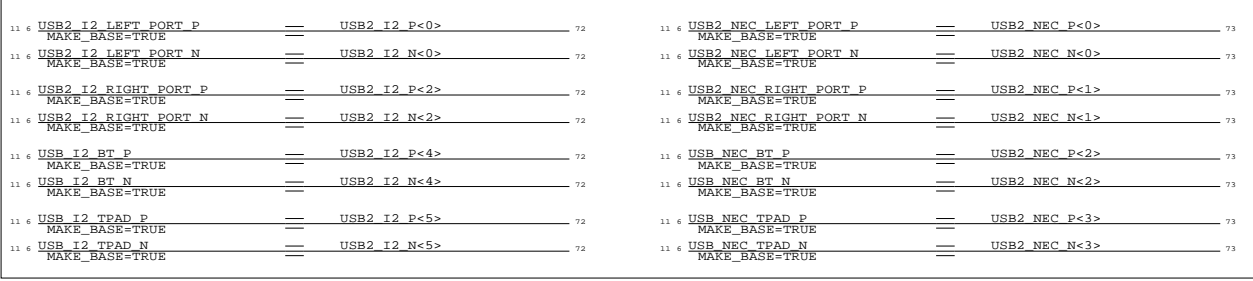 11 6 USB2_I2_LEFT_PORT_P USB2_I2_P<0> 72 11 6 USB2_NEC_LEFT_PORT_P USB2_NEC_P<0> 73
MAKE_BASE=TRUE MAKE_BASE=TRUE
11 6 USB2_I2_LEFT_PORT_N USB2_I2_N<0> 72 11 6 USB2_NEC_LEFT_PORT_N USB2_NEC_N<0> 73
MAKE_BASE=TRUE MAKE_BASE=TRUE
11 6 USB2_I2_RIGHT_PORT_P USB2_I2_P<2> 72 11 6 USB2_NEC_RIGHT_PORT_P USB2_NEC_P<1> 73
MAKE_BASE=TRUE MAKE_BASE=TRUE
11 6 USB2_I2_RIGHT_PORT_N USB2_I2_N<2> 72 11 6 USB2_NEC_RIGHT_PORT_N USB2_NEC_N<1> 73
MAKE_BASE=TRUE MAKE_BASE=TRUE
11 6 USB_I2_BT_P USB2_I2_P<4> 72 11 6 USB_NEC_BT_P USB2_NEC_P<2> 73
MAKE_BASE=TRUE MAKE_BASE=TRUE
11 6 USB_I2_BT_N USB2_I2_N<4> 72 11 6 USB_NEC_BT_N USB2_NEC_N<2> 73
MAKE_BASE=TRUE MAKE_BASE=TRUE
11 6 USB_I2_TPAD_P USB2_I2_P<5> 72 11 6 USB_NEC_TPAD_P USB2_NEC_P<3> 73
MAKE_BASE=TRUE MAKE_BASE=TRUE
11 6 USB_I2_TPAD_N USB2_I2_N<5> 72 11 6 USB_NEC_TPAD_N USB2_NEC_N<3> 73
MAKE_BASE=TRUE MAKE_BASE=TRUE